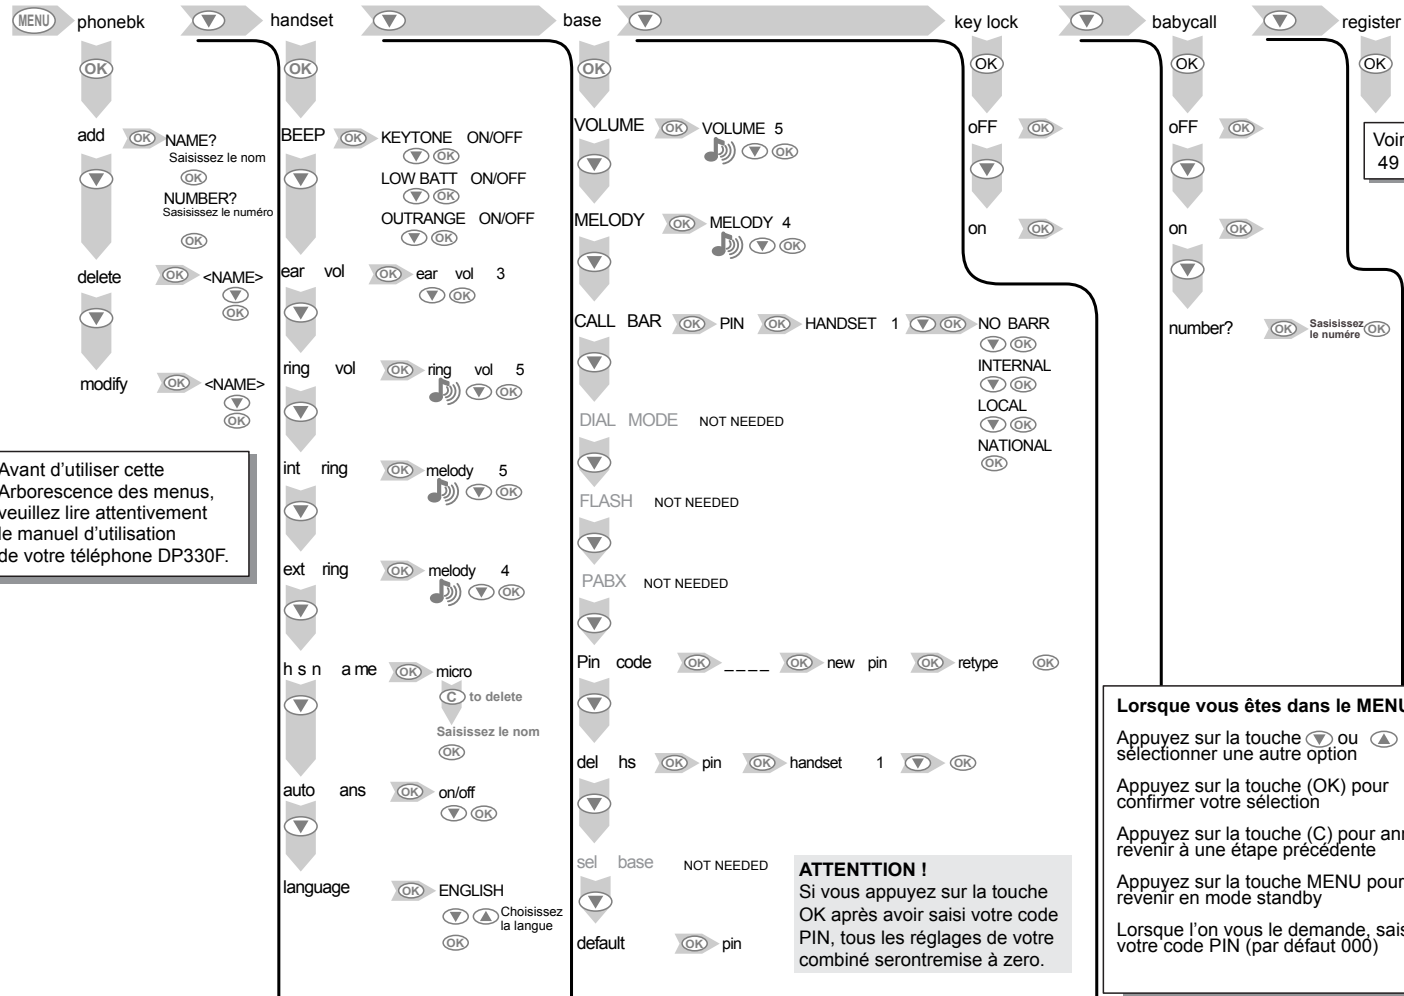 MENU phonebk handset base key lock babycall register
OK OK OK OK OK OK
add OK NAME?
Saisissez le nom
OK
NUMBER?
Sasisissez le numéro
OK
delete OK <NAME>
OK
modify OK <NAME>
OK
Avant d'utiliser cette
Arborescence des menus,
veuillez lire attentivement
le manuel d'utilisation
de votre téléphone DP330F.
BEEP OK KEYTONE ON/OFF
OK
LOW BATT ON/OFF
OK
OUTRANGE ON/OFF
OK
ear vol OK ear vol 3
OK
ring vol OK ring vol 5
OK
int ring OK melody 5
OK
ext ring OK melody 4
OK
h s n a me OK micro
C to delete
Saisissez le nom
OK
auto ans OK on/off
OK
language OK ENGLISH
Choisissez
la langue
OK
VOLUME OK VOLUME 5
OK
MELODY OK MELODY 4
OK
CALL BAR OK PIN OK HANDSET 1 OK NO BARR
OK
INTERNAL
OK
LOCAL
OK
NATIONAL
OK
DIAL MODE NOT NEEDED
FLASH NOT NEEDED
PABX NOT NEEDED
Pin code OK _ _ _ _ OK new pin OK retype OK
del hs OK pin OK handset 1 OK
sel base NOT NEEDED
default OK pin
ATTENTTION !
Si vous appuyez sur la touche
OK après avoir saisi votre code
PIN, tous les réglages de votre
combiné serontremise à zero.
oFF OK
on OK
oFF OK
on OK
number? OK Sasisissez OK
le numére
Voir
49
Lorsque vous êtes dans le MENU
Appuyez sur la touche ou
sélectionner une autre option
Appuyez sur la touche (OK) pour
confirmer votre sélection
Appuyez sur la touche (C) pour
revenir à une étape précédente
Appuyez sur la touche MENU pour
revenir en mode standby
Lorsque l'on vous le demande,
votre code PIN (par défaut 000)